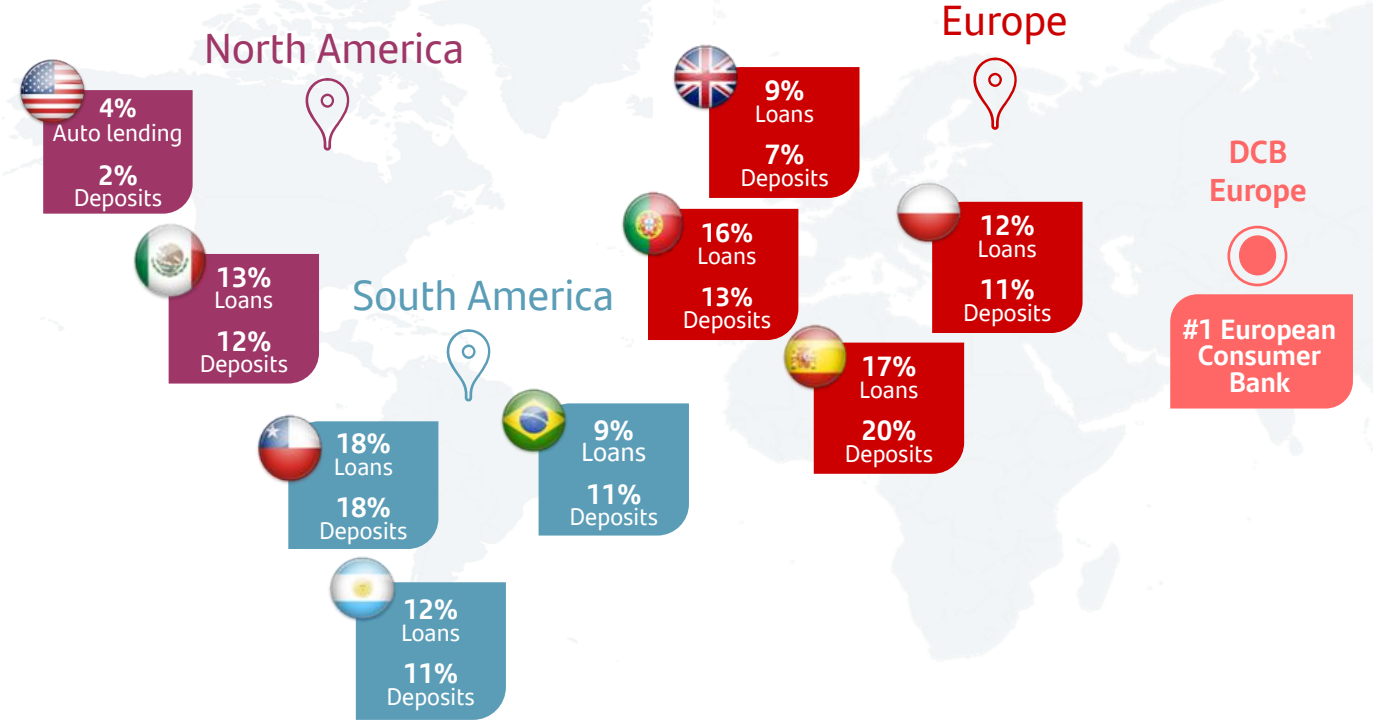 North America
4%
Auto lending
2%
Deposits
13%
Loans
12%
Deposits
South America
18%
Loans
18%
Deposits
9%
Loans
11%
Deposits
12%
Loans
11%
Deposits
Europe
9%
Loans
7%
Deposits
16%
Loans
13%
Deposits
12%
Loans
11%
Deposits
17%
Loans
20%
Deposits
DCB
Europe
#1 European
Consumer
Bank